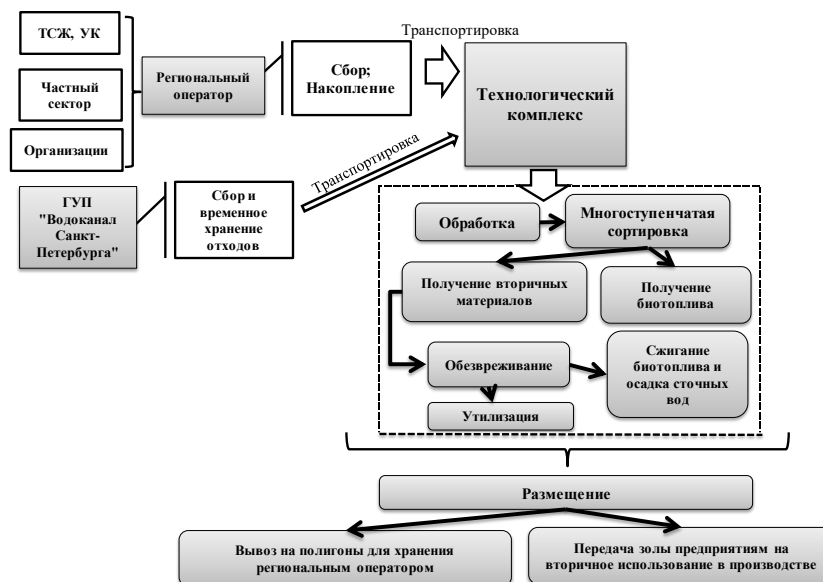 ТСЖ, УК
Частный
сектор
Организации
Региональный
оператор
Сбор;
Накопление
Транспортировка
Технологический
комплекс
ГУП
"Водоканал
Санкт-
Петербурга"
Сбор и
временное
хранение
отходов
Транспортировка
Обработка
Многоступенчатая
сортировка
Получение вторичных
материалов
Получение
биотоплива
Обезвреживание
Сжигание
биотоплива и
осадка сточных
вод
Утилизация
Размещение
Вывоз на полигоны для хранения
региональным оператором
Передача золы предприятиям на
вторичное использование в производстве